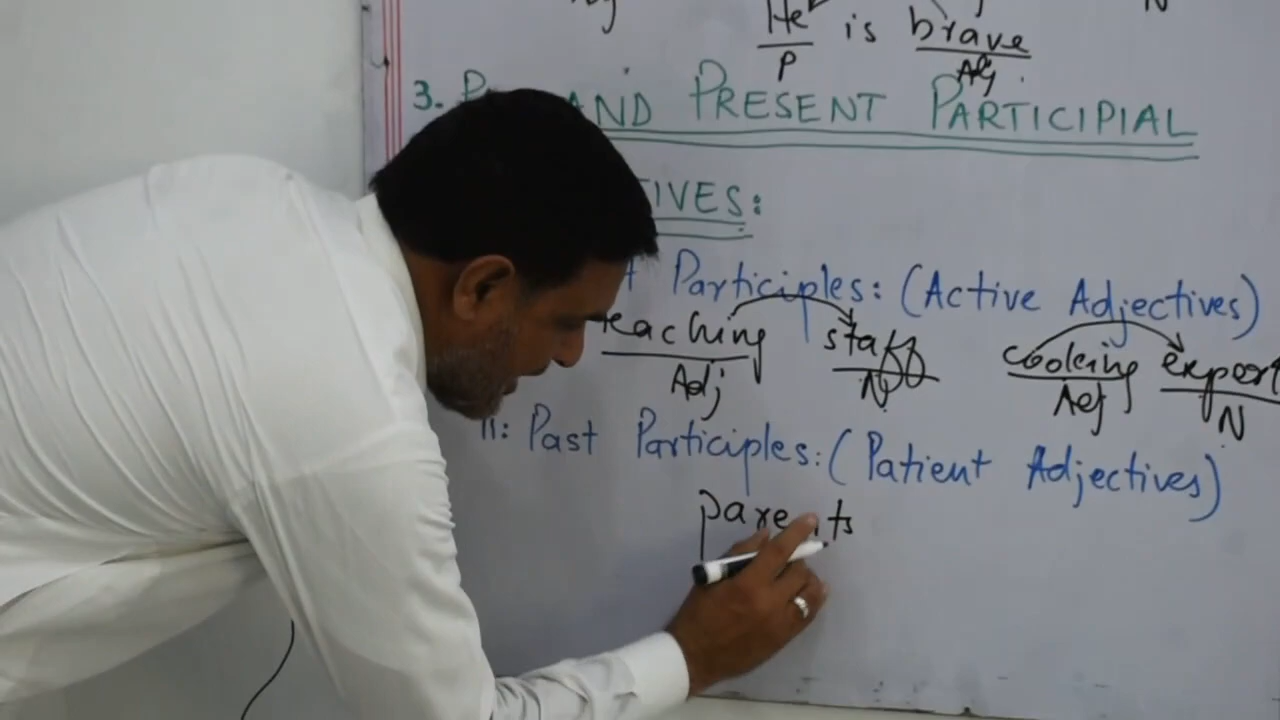 He is brave
P Adj.
3. AND PRESENT PARTICIPIAL
TIVES:
Participles: (Active Adjectives)
teaching staff cooking expert
Adj N Adj N
II: Past Participles: (Patient Adjectives)
parents